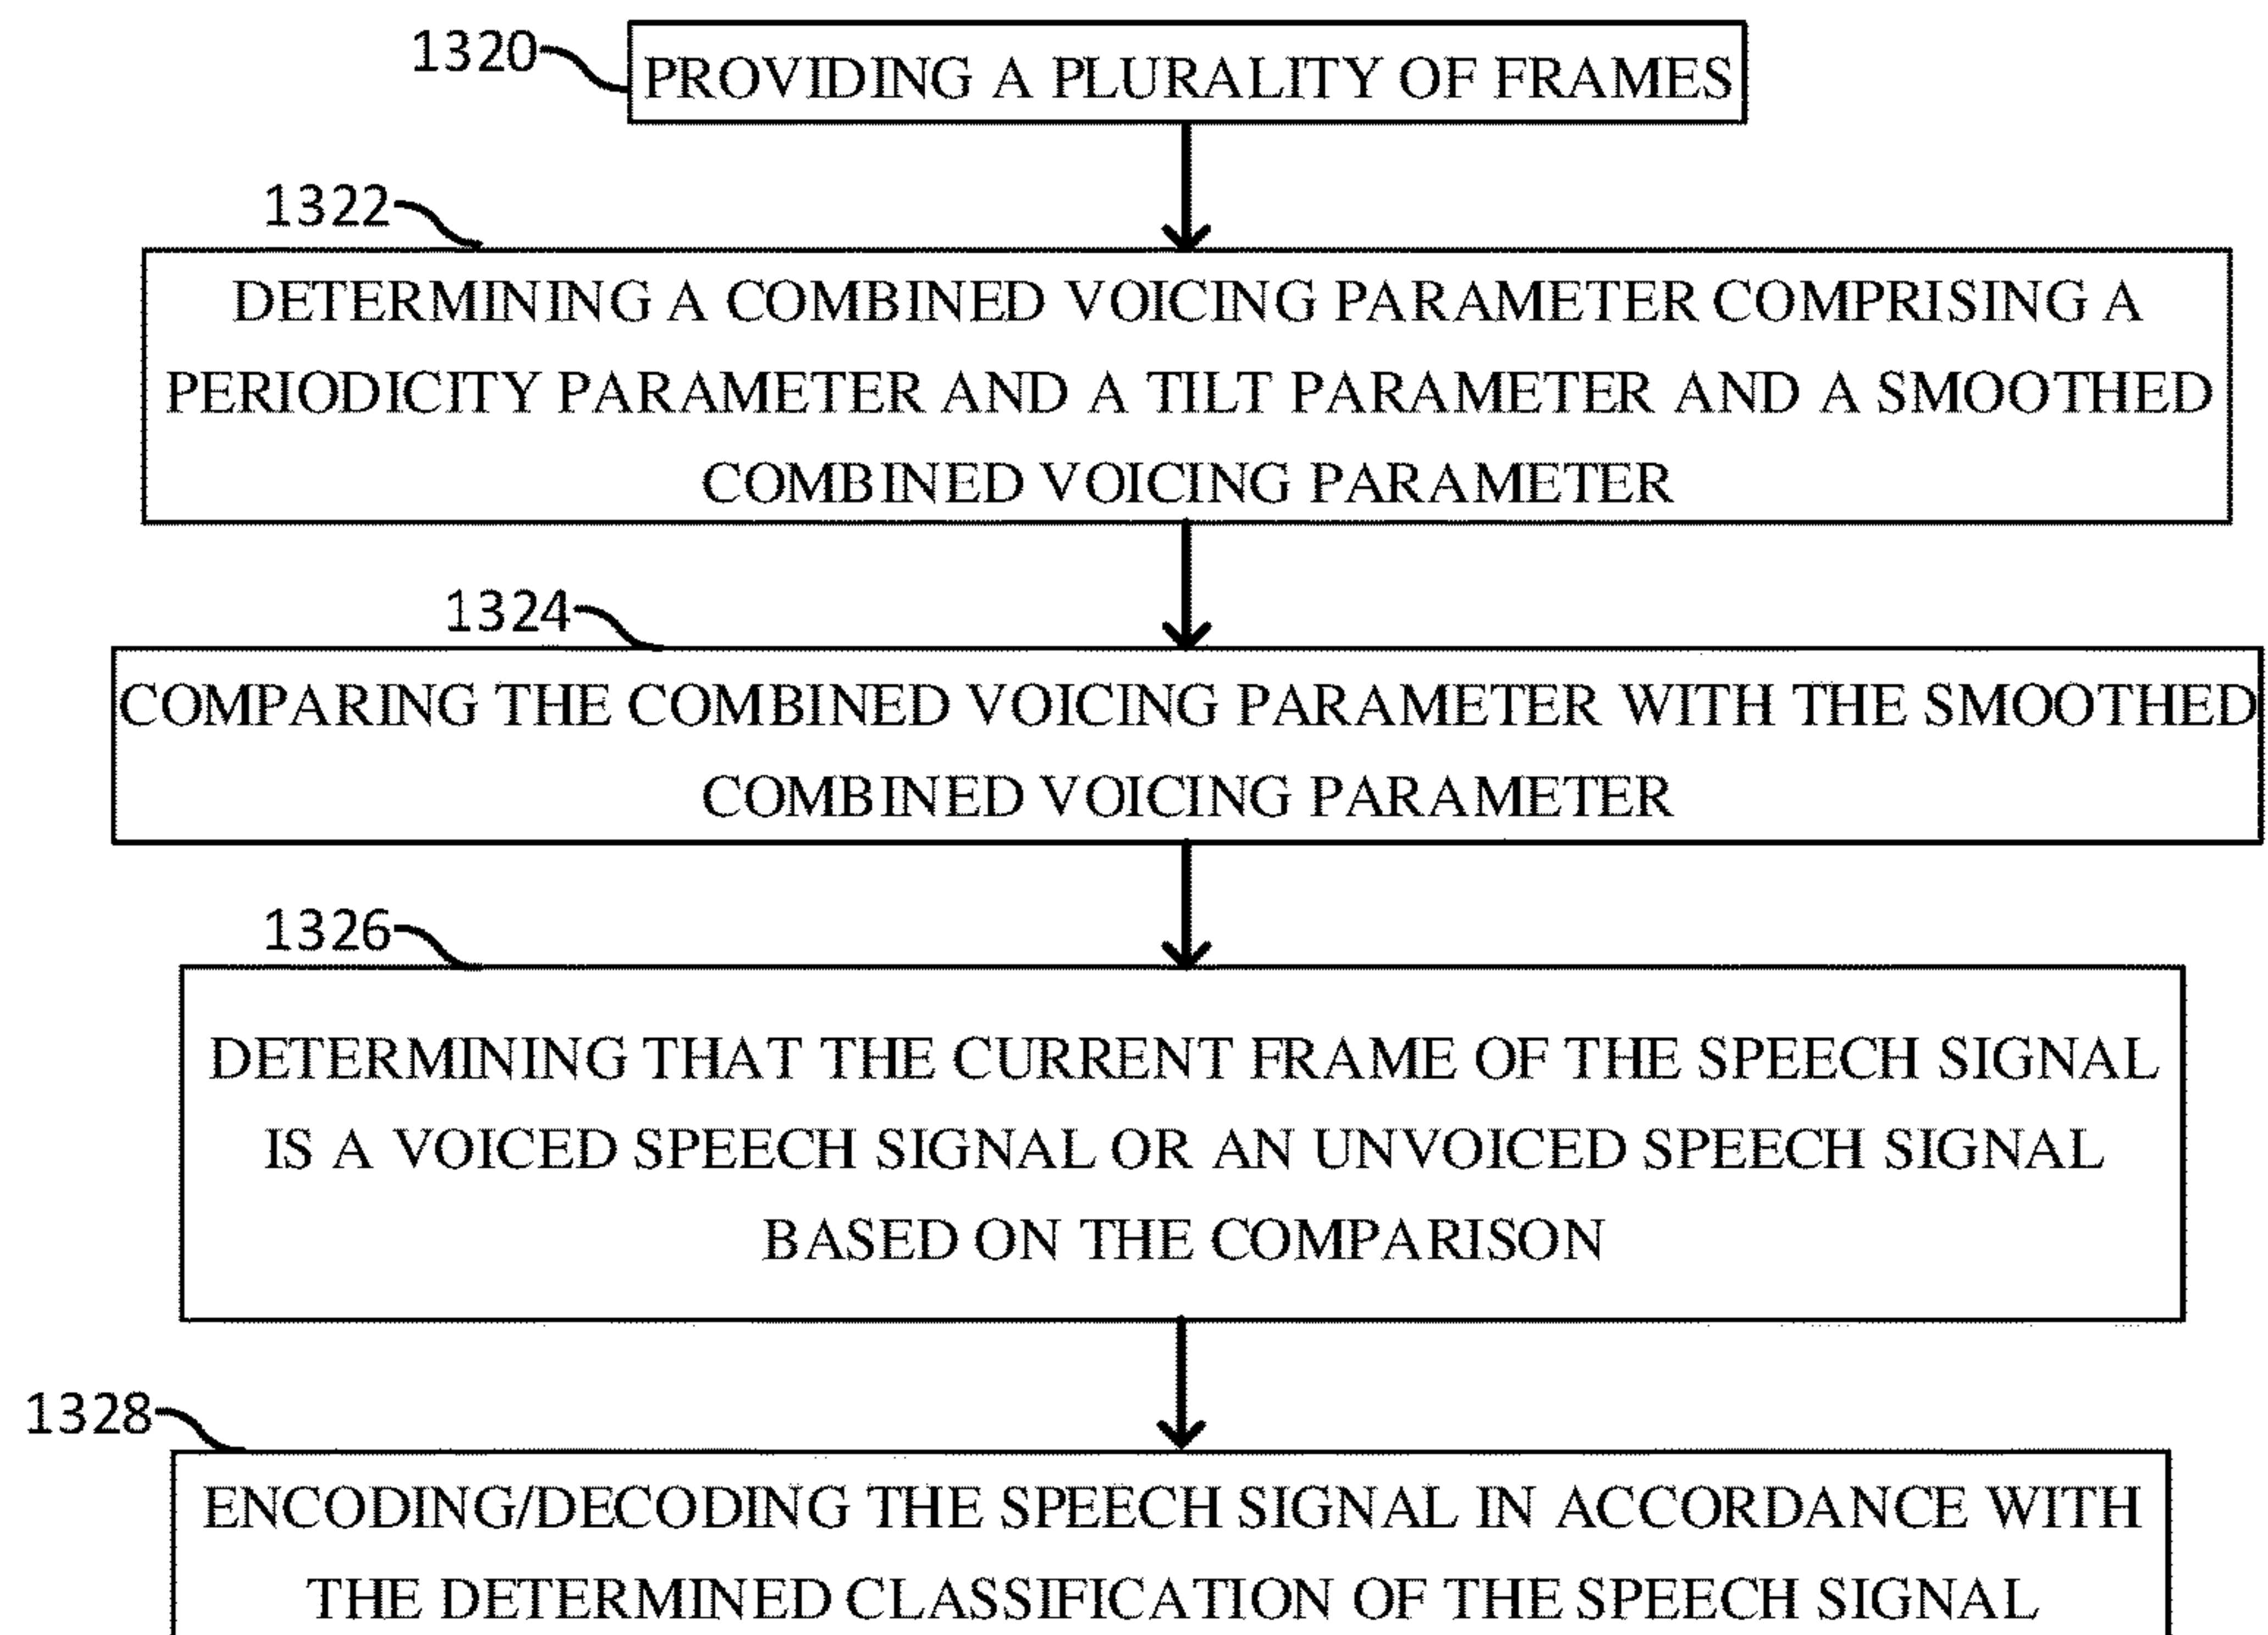 1320
PROVIDING A PLURALITY OF FRAMES
1322
DETERMINING A COMBINED VOICING PARAMETER COMPRISING A
PERIODICITY PARAMETER AND A TILT PARAMETER AND A SMOOTHED
COMBINED VOICING PARAMETER
1324
COMPARING THE COMBINED VOICING PARAMETER WITH THE SMOOTHED
COMBINED VOICING PARAMETER
1326
DETERMINING THAT THE CURRENT FRAME OF THE SPEECH SIGNAL
IS A VOICED SPEECH SIGNAL OR AN UNVOICED SPEECH SIGNAL
BASED ON THE COMPARISON
1328
ENCODING/DECODING THE SPEECH SIGNAL IN ACCORDANCE WITH
THE DETERMINED CLASSIFICATION OF THE SPEECH SIGNAL